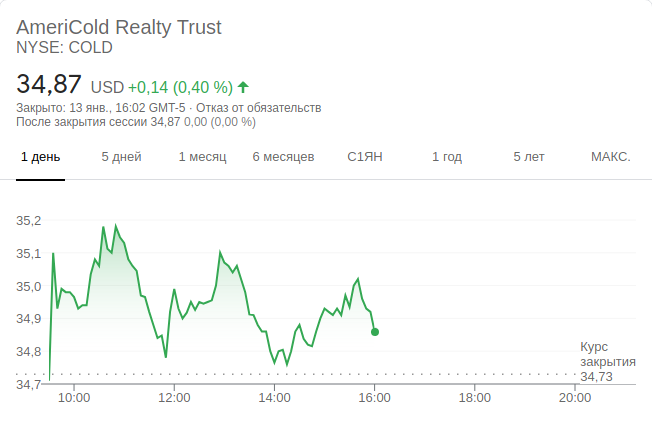 AmeriCold Realty Trust
NYSE: COLD
34,87 USD +0,14 (0,40 %)
Закрыто: 13 янв., 16:02 GMT-5 · Отказ от обязательств
После закрытия сессии 34,87 0,00 (0,00 %)
1 день 5 дней 1 месяц 6 месяцев С1ЯН 1 год 5 лет МАКС.
35,2
35,1
35,0
34,9
34,8
34,7
Курс
закрытия
34,73
10:00 12:00 14:00 16:00 18:00 20:00